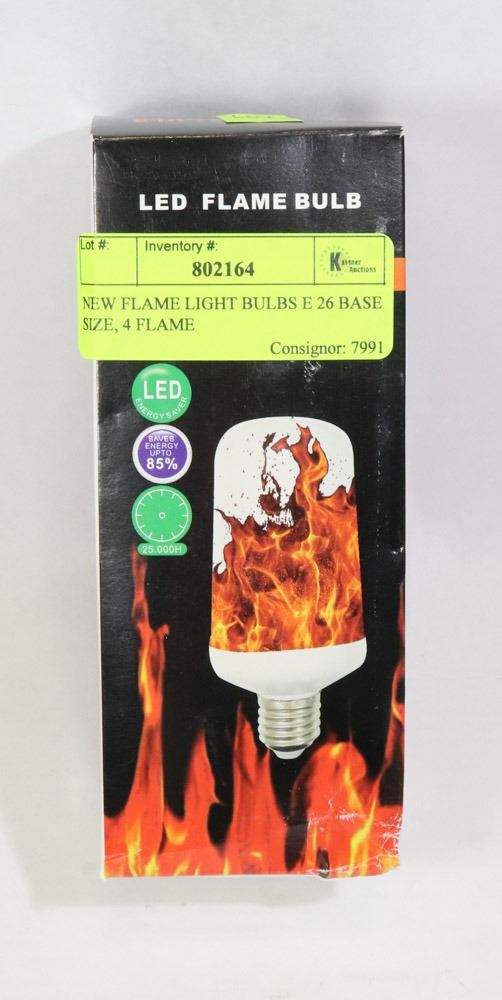 LED FLAME BULB
Lot #:
Inventory #:
802164
Kastner
Auctions
NEW FLAME LIGHT BULBS E 26 BASE
SIZE, 4 FLAME
Consignor: 7991
LED
ENERGY SAVER
SAVES
ENERGY
UPTO
85%
25.000H